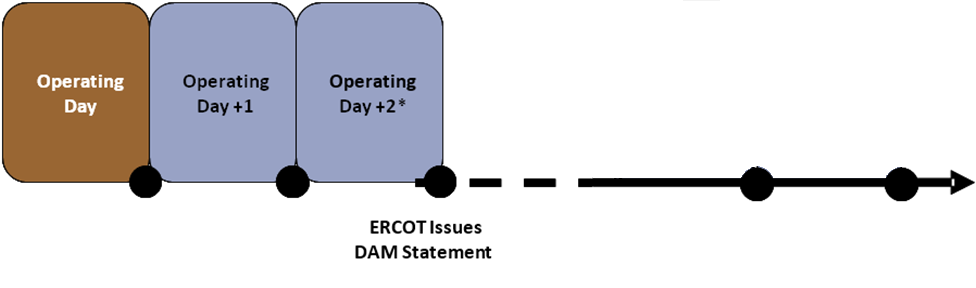 Operating
Day
Operating
Day +1
Operating
Day +2*
ERCOT Issues
DAM Statement